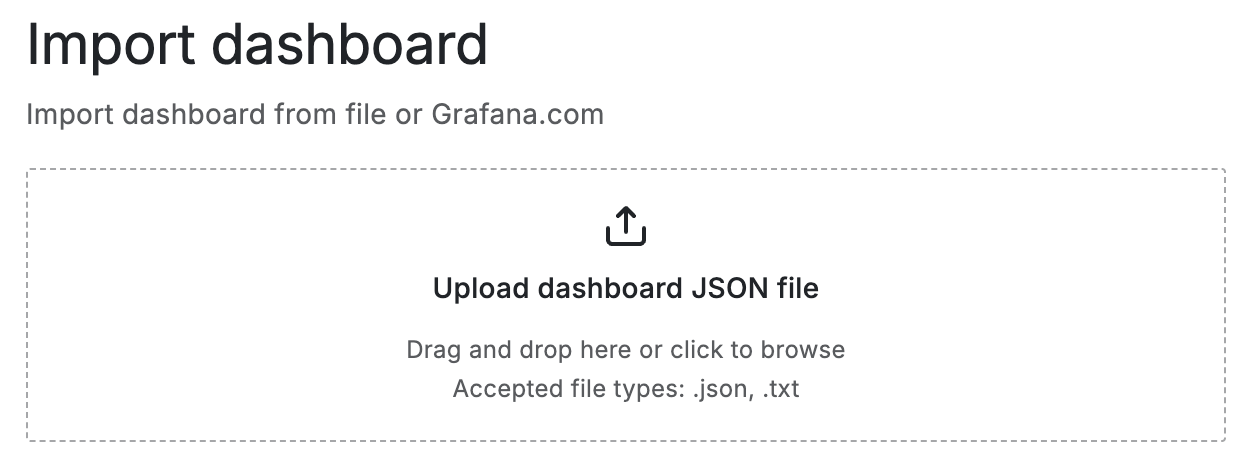 Import dashboard
Import dashboard from file or Grafana.com
Upload dashboard JSON file
Drag and drop here or click to browse
Accepted file types: .json, .txt